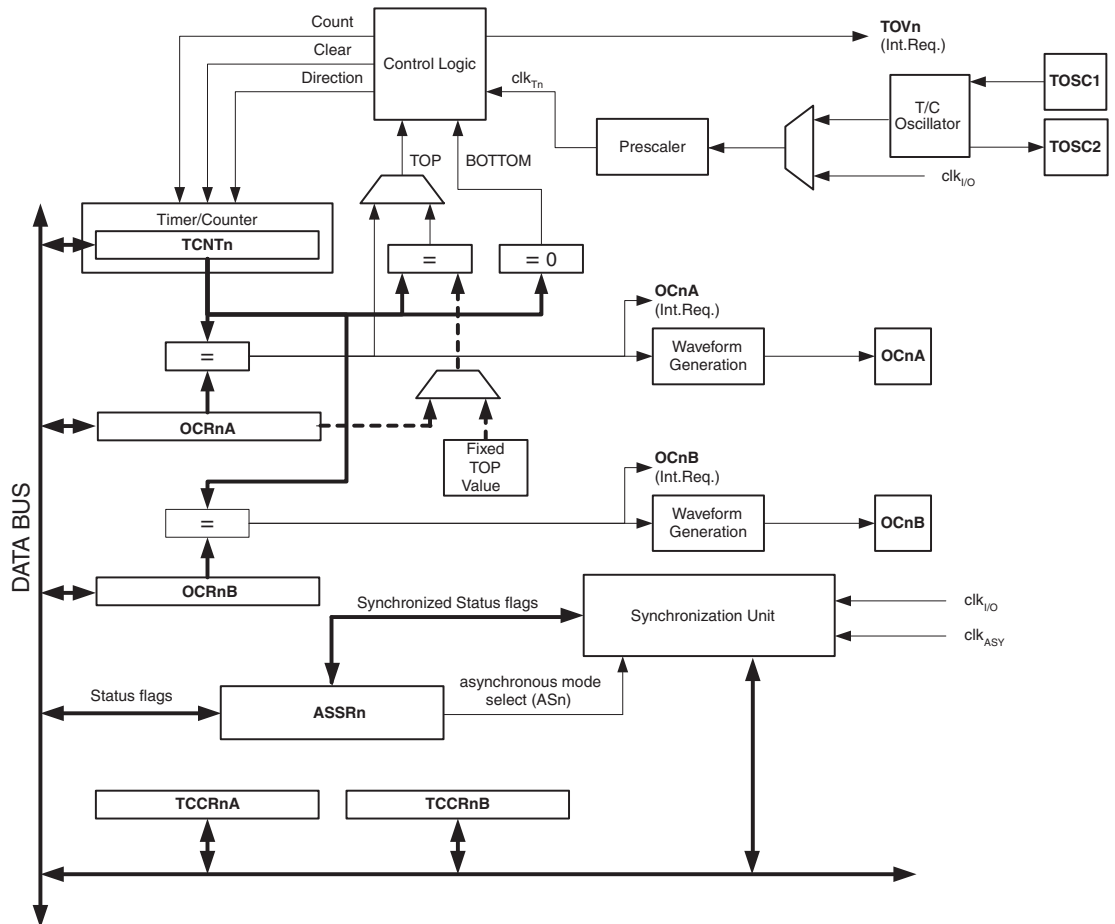 Count
Clear
Direction
Control Logic
clkTn
TOVn
(Int.Req.)
TOSC1
T/C
Oscillator
TOSC2
Prescaler
clkI/O
TOP
BOTTOM
Timer/Counter
TCNTn
=
= 0
OCnA
(Int.Req.)
=
Waveform
Generation
OCnA
OCRnA
Fixed
TOP
Value
OCnB
(Int.Req.)
=
Waveform
Generation
OCnB
DATA BUS
OCRnB
Synchronized Status flags
Synchronization Unit
clkI/O
clkASY
Status flags
ASSRn
asynchronous mode
select (ASn)
TCCRnA
TCCRnB